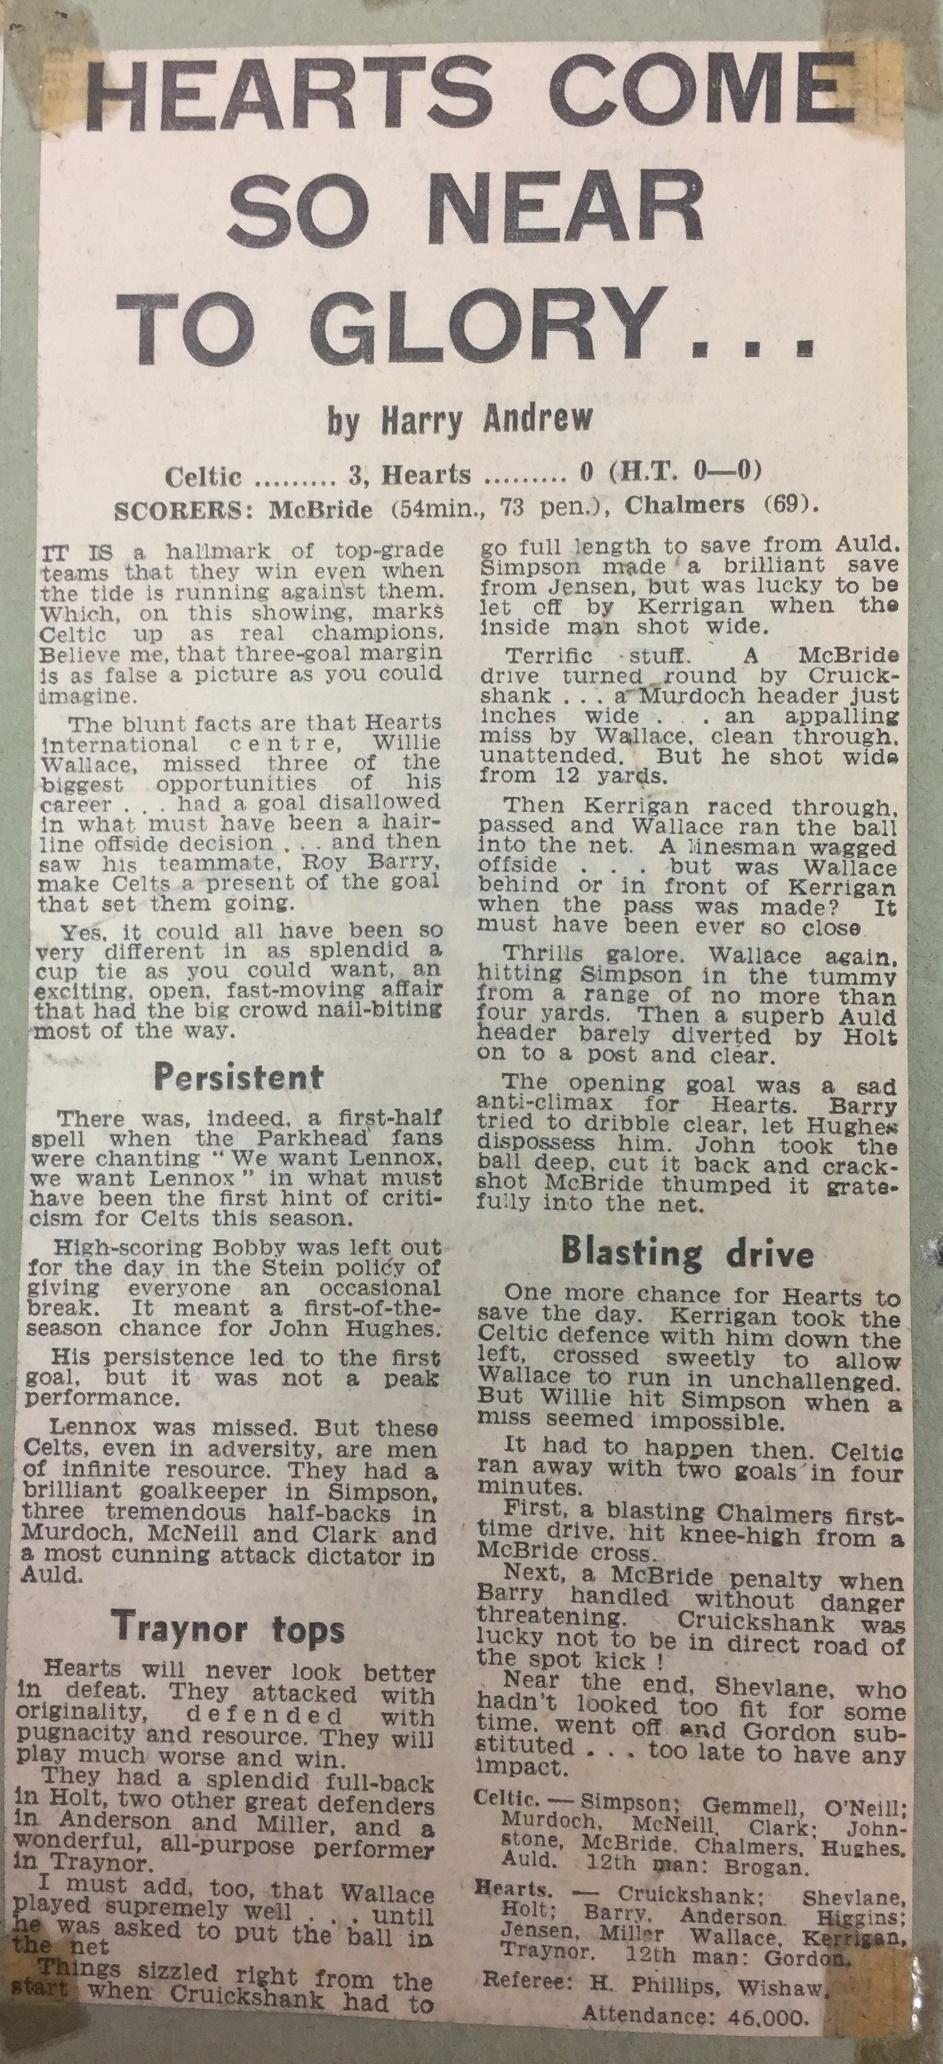 HEARTS COME
SO NEAR
TO GLORY...
by Harry Andrew
Celtic ......... 3, Hearts ......... 0 (H.T. 0—0)
SCORERS: McBride (54min., 73 pen.), Chalmers (69).
IT IS a hallmark of top-grade
teams that they win even when
the tide is running against them.
Which, on this showing, marks
Celtic up as real champions.
Believe me, that three-goal margin
is as false a picture as you could
imagine.
The blunt facts are that Hearts
international centre, Willie
Wallace, missed three of the
biggest opportunities of his
career . . . had a goal disallowed
in what must have been a hair-
line offside decision . . . and then
saw his teammate, Roy Barry,
make Celts a present of the goal
that set them going.
Yes, it could all have been so
very different in as splendid a
cup tie as you could want, an
exciting, open, fast-moving affair
that had the big crowd nail-biting
most of the way.
Persistent
There was, indeed, a first-half
spell when the Parkhead fans
were chanting "We want Lennox,
we want Lennox" in what must
have been the first hint of criti-
cism for Celts this season.
High-scoring Bobby was left out
for the day in the Stein policy of
giving everyone an occasional
break. It meant a first-of-the-
season chance for John Hughes.
His persistence led to the first
goal, but it was not a peak
performance.
Lennox was missed. But these
Celts, even in adversity, are men
of infinite resource. They had a
brilliant goalkeeper in Simpson,
three tremendous half-backs in
Murdoch, McNeill and Clark and
a most cunning attack dictator in
Auld.
Traynor tops
Hearts will never look better
in defeat. They attacked with
originality, defended with
pugnacity and resource. They will
play much worse and win.
They had a splendid full-back
in Holt, two other great defenders
in Anderson and Miller, and a
wonderful, all-purpose performer
in Traynor.
I must add, too, that Wallace
played supremely well . . . until
he was asked to put the ball in
the net
Things sizzled right from the
start when Cruickshank had to
go full length to save from Auld.
Simpson made a brilliant save
from Jensen, but was lucky to be
let off by Kerrigan when the
inside man shot wide.
Terrific stuff. A McBride
drive turned round by Cruick-
shank . . . a Murdoch header just
inches wide . . . an appalling
miss by Wallace, clean through,
unattended. But he shot wide
from 12 yards.
Then Kerrigan raced through,
passed and Wallace ran the ball
into the net. A linesman wagged
offside . . . but was Wallace
behind or in front of Kerrigan
when the pass was made? It
must have been ever so close
Thrills galore. Wallace again,
hitting Simpson in the tummy
from a range of no more than
four yards. Then a superb Auld
header barely diverted by Holt
on to a post and clear.
The opening goal was a sad
anti-climax for Hearts. Barry
tried to dribble clear, let Hughes
dispossess him. John took the
ball deep, cut it back and crack-
shot McBride thumped it grate-
fully into the net.
Blasting drive
One more chance for Hearts to
save the day. Kerrigan took the
Celtic defence with him down the
left, crossed sweetly to allow
Wallace to run in unchallenged.
But Willie hit Simpson when a
miss seemed impossible.
It had to happen then. Celtic
ran away with two goals in four
minutes.
First, a blasting Chalmers first-
time drive, hit knee-high from a
McBride cross.
Next, a McBride penalty when
Barry handled without danger
threatening. Cruickshank was
lucky not to be in direct road of
the spot kick !
Near the end, Shevlane, who
hadn't looked too fit for some
time, went off and Gordon sub-
stituted . . . too late to have any
impact.
Celtic. — Simpson; Gemmell, O'Neill;
Murdoch, McNeill, Clark; John-
stone, McBride, Chalmers, Hughes,
Auld. 12th man: Brogan.
Hearts. — Cruickshank; Shevlane,
Holt; Barry, Anderson, Higgins;
Jensen, Miller Wallace, Kerrigan,
Traynor. 12th man: Gordon.
Referee: H. Phillips, Wishaw.
Attendance: 46,000.